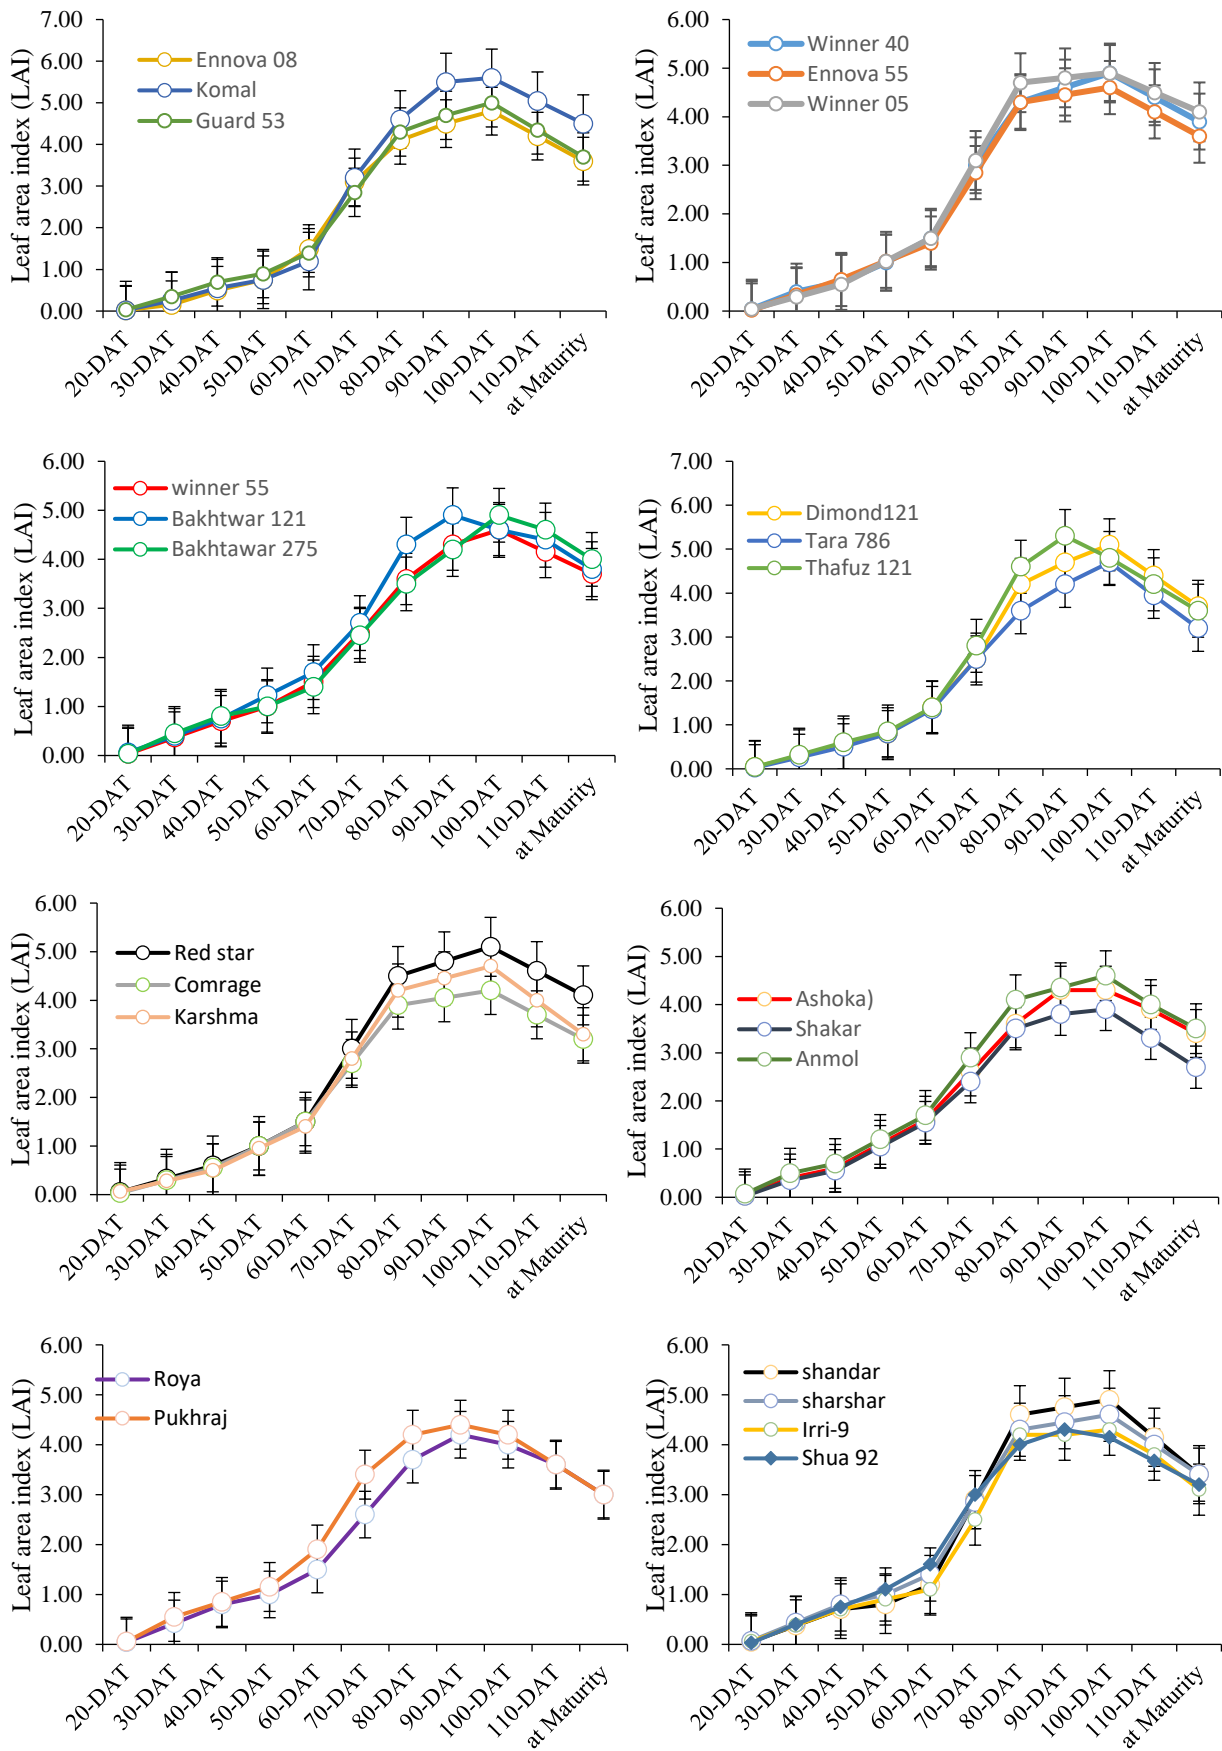 Leaf area index (LAI)
7.00
6.00
5.00
4.00
3.00
2.00
1.00
0.00
Ennova 08
Komal
Guard 53
20-DAT
30-DAT
40-DAT
50-DAT
60-DAT
70-DAT
80-DAT
90-DAT
100-DAT
110-DAT
at Maturity
Leaf area index (LAI)
6.00
5.00
4.00
3.00
2.00
1.00
0.00
Winner 40
Ennova 55
Winner 05
20-DAT
30-DAT
40-DAT
50-DAT
60-DAT
70-DAT
80-DAT
90-DAT
100-DAT
110-DAT
at Maturity
Leaf area index (LAI)
6.00
5.00
4.00
3.00
2.00
1.00
0.00
winner 55
Bakhtwar 121
Bakhtawar 275
20-DAT
30-DAT
40-DAT
50-DAT
60-DAT
70-DAT
80-DAT
90-DAT
100-DAT
110-DAT
at Maturity
Leaf area index (LAI)
7.00
6.00
5.00
4.00
3.00
2.00
1.00
0.00
Dimond121
Tara 786
Thafuz 121
20-DAT
30-DAT
40-DAT
50-DAT
60-DAT
70-DAT
80-DAT
90-DAT
100-DAT
110-DAT
at Maturity
Leaf area index (LAI)
6.00
5.00
4.00
3.00
2.00
1.00
0.00
Red star
Comrage
Karshma
20-DAT
30-DAT
40-DAT
50-DAT
60-DAT
70-DAT
80-DAT
90-DAT
100-DAT
110-DAT
at Maturity
Leaf area index (LAI)
6.00
5.00
4.00
3.00
2.00
1.00
0.00
Ashoka)
Shakar
Anmol
20-DAT
30-DAT
40-DAT
50-DAT
60-DAT
70-DAT
80-DAT
90-DAT
100-DAT
110-DAT
at Maturity
Leaf area index (LAI)
6.00
5.00
4.00
3.00
2.00
1.00
0.00
Roya
Pukhraj
20-DAT
30-DAT
40-DAT
50-DAT
60-DAT
70-DAT
80-DAT
90-DAT
100-DAT
110-DAT
at Maturity
Leaf area index (LAI)
6.00
5.00
4.00
3.00
2.00
1.00
0.00
shandar
sharshar
Irri-9
Shua 92
20-DAT
30-DAT
40-DAT
50-DAT
60-DAT
70-DAT
80-DAT
90-DAT
100-DAT
110-DAT
at Maturity